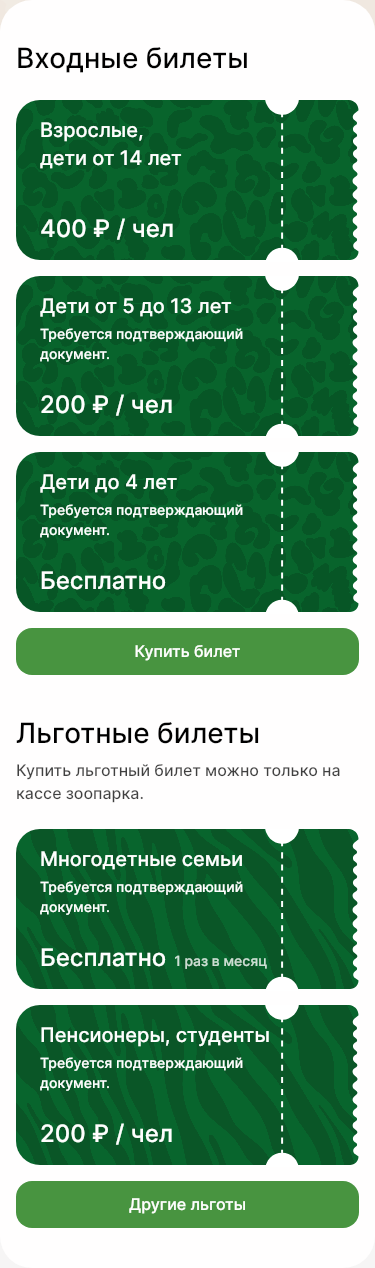 Входные билеты
Взрослые,
дети от 14 лет
400 ₽ / чел
Дети от 5 до 13 лет
Требуется подтверждающий
документ.
200 ₽ / чел
Дети до 4 лет
Требуется подтверждающий
документ.
Бесплатно
Купить билет
Льготные билеты
Купить льготный билет можно только на
кассе зоопарка.
Многодетные семьи
Требуется подтверждающий
документ.
Бесплатно 1 раз в месяц
Пенсионеры, студенты
Требуется подтверждающий
документ.
200 ₽ / чел
Другие льготы